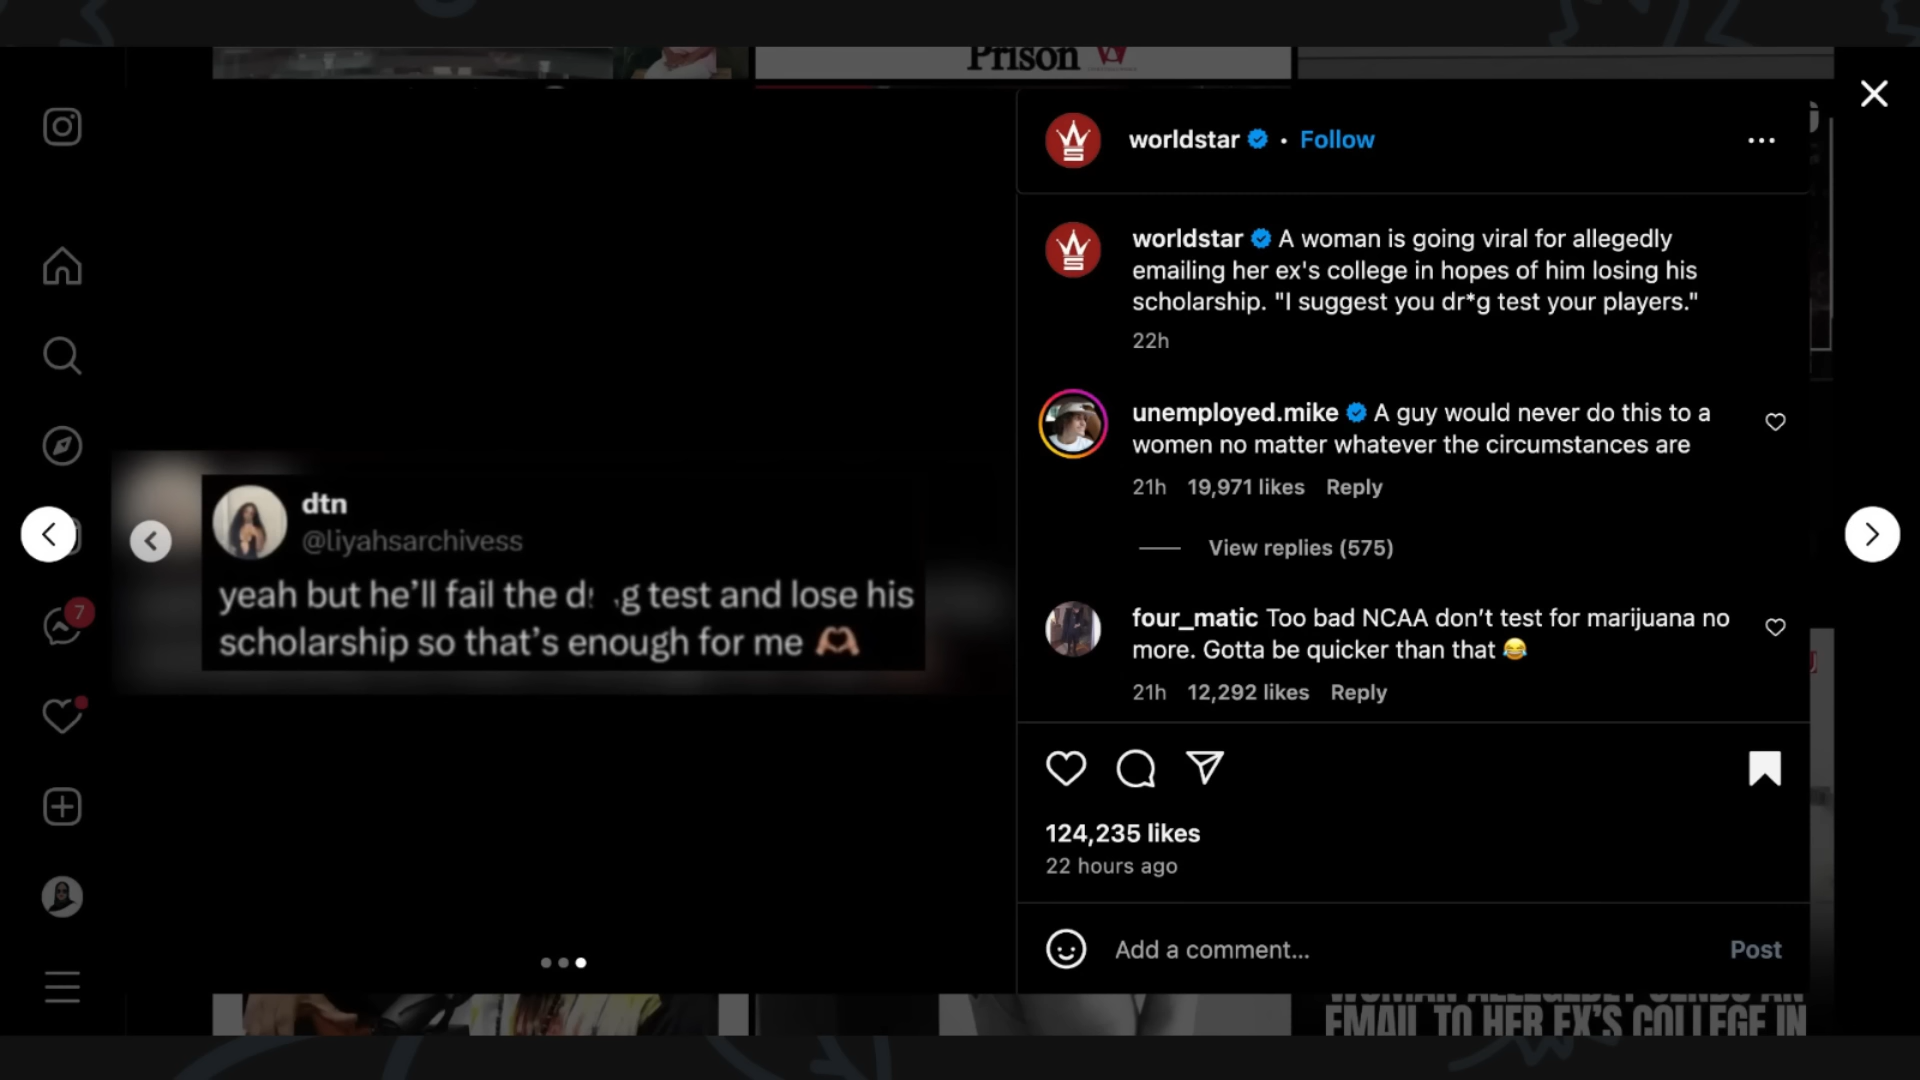 Prison
worldstar • Follow
worldstar A woman is going viral for allegedly
emailing her ex's college in hopes of him losing his
scholarship. "I suggest you dr*g test your players."
22h
unemployed.mike A guy would never do this to a
women no matter whatever the circumstances are
21h 19,971 likes Reply
View replies (575)
four_matic Too bad NCAA don’t test for marijuana no
more. Gotta be quicker than that 😂
21h 12,292 likes Reply
dtn
@liyahsarchivess
yeah but he’ll fail the d g test and lose his
scholarship so that’s enough for me 🫶🏽
7
124,235 likes
22 hours ago
Add a comment... Post
WOMAN ALLEGEDLY SENDS AN
EMAIL TO HER EX’S COLLEGE IN